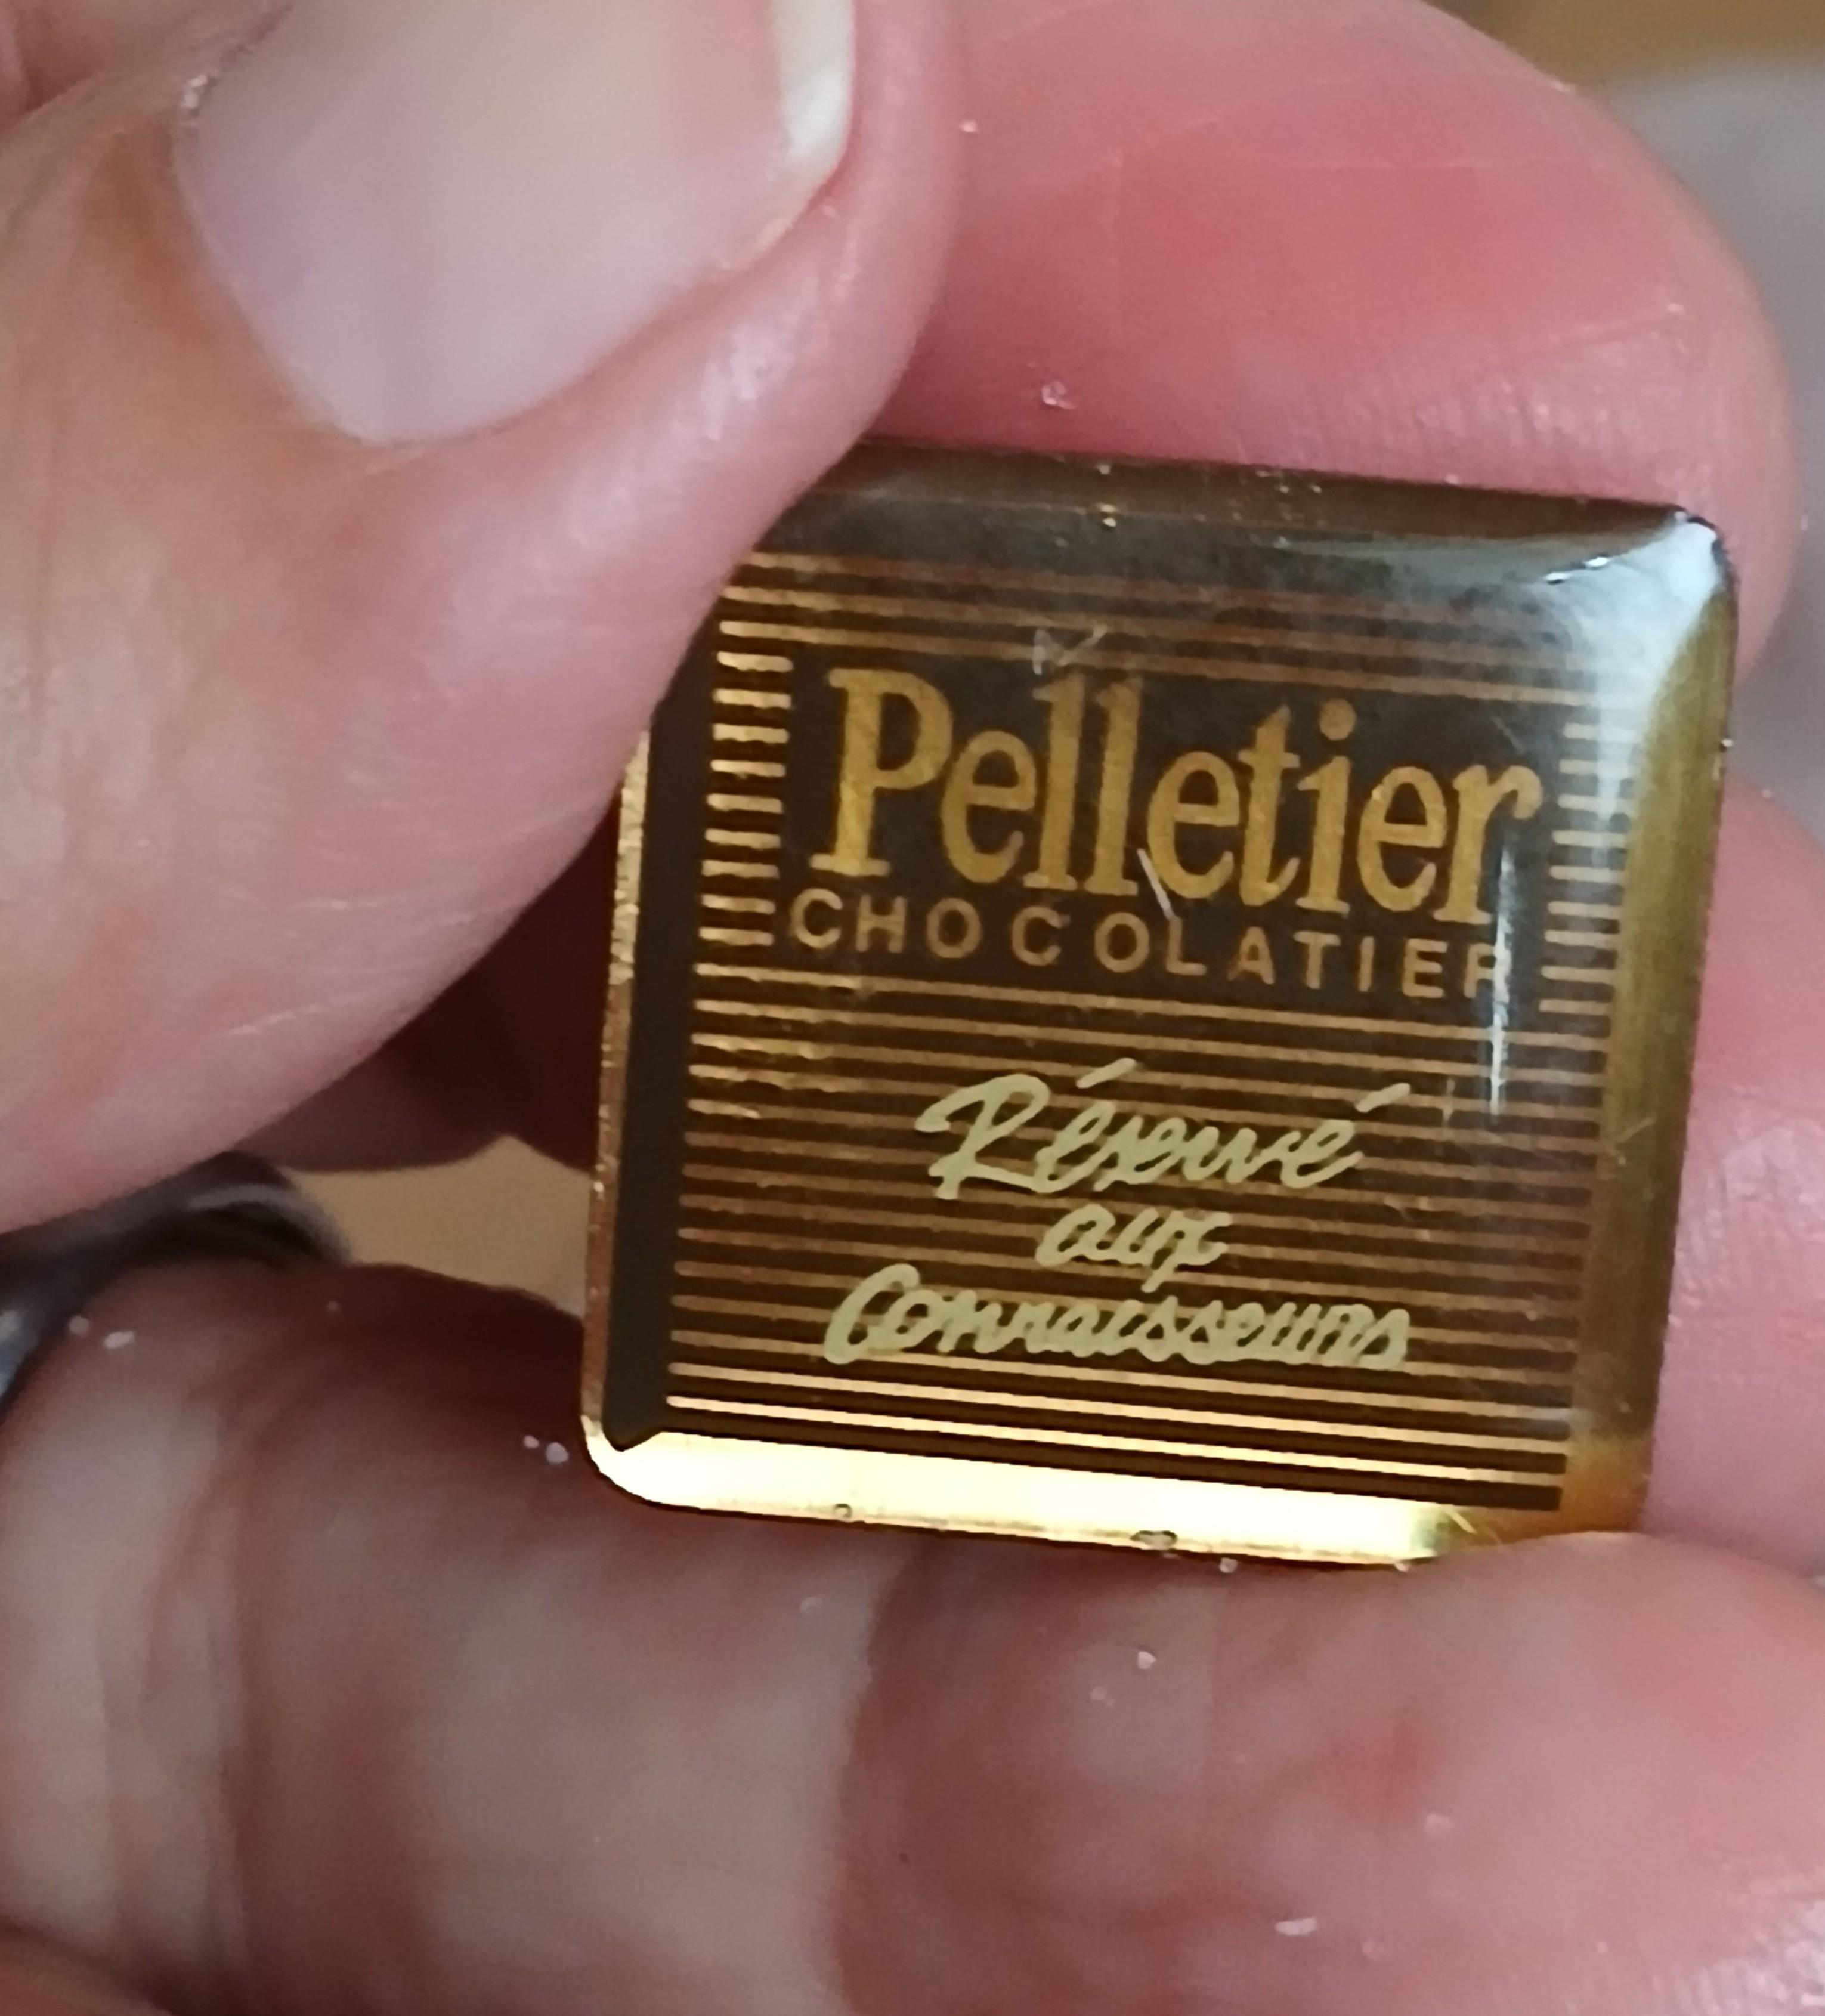 Pelletier
CHOCOLATIER
Réservé
aux
Connaisseurs